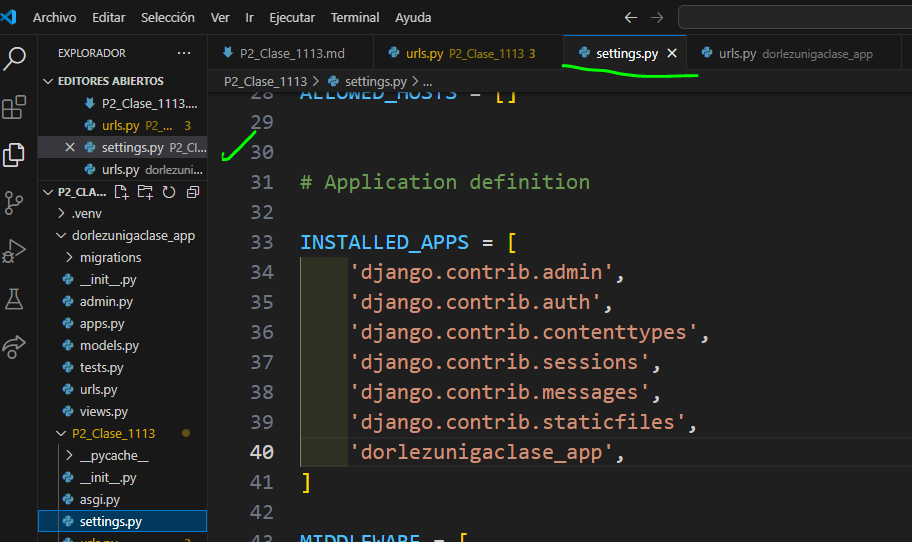 Archivo Editar Selección Ver Ir Ejecutar Terminal Ayuda
EXPLORADOR ...
P2_Clase_1113.md urls.py P2_Clase_1113 3 settings.py urls.py dorlezunigaclase_app
P2_Clase_1113 > settings.py > ...
EDITORES ABIERTOS
P2_Clase_1113....
urls.py P2_... 3
settings.py P2_Cl...
urls.py dorlezuni...
P2_CLA...
.venv
dorlezunigaclase_app
migrations
__init__.py
admin.py
apps.py
models.py
tests.py
urls.py
views.py
P2_Clase_1113
__pycache__
__init__.py
asgi.py
settings.py
urls.py 2
28 ALLOWED_HOSTS = []
29
30
31 # Application definition
32
33 INSTALLED_APPS = [
34 'django.contrib.admin',
35 'django.contrib.auth',
36 'django.contrib.contenttypes',
37 'django.contrib.sessions',
38 'django.contrib.messages',
39 'django.contrib.staticfiles',
40 'dorlezunigaclase_app',
41 ]
42
43 MIDDLEWARE = [